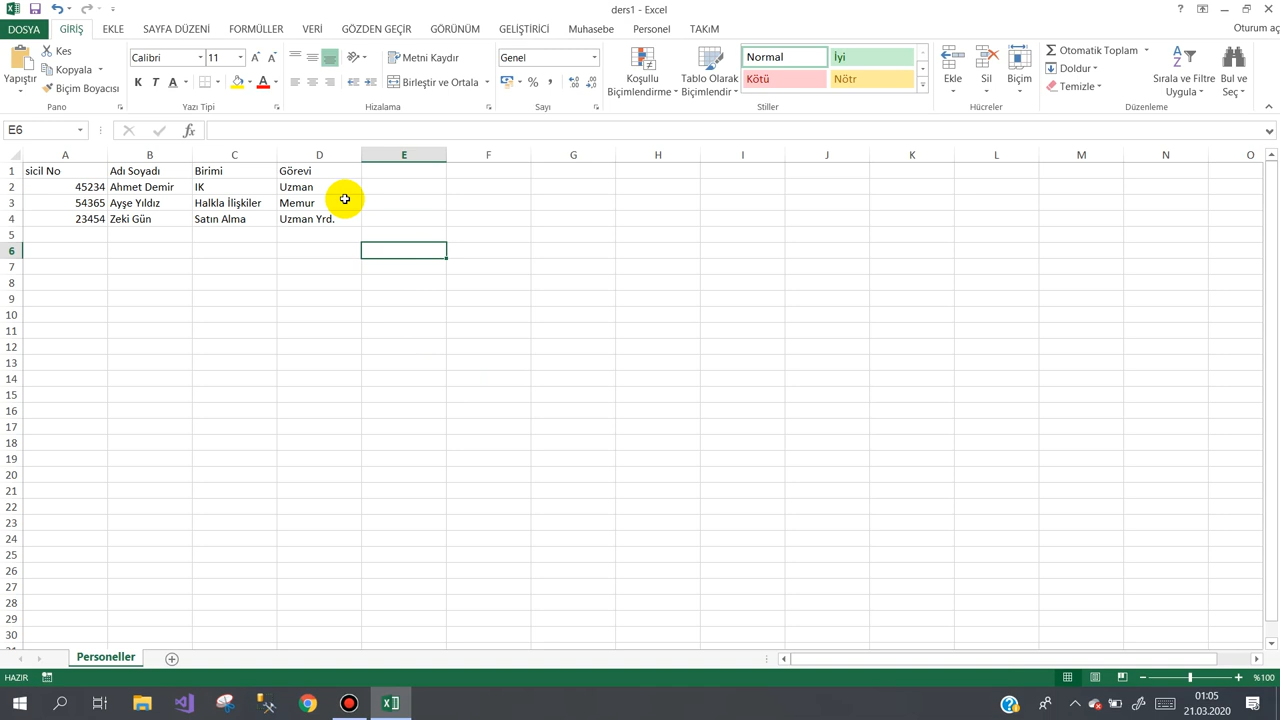 ders1 - Excel
DOSYA GİRİŞ EKLE SAYFA DÜZENİ FORMÜLLER VERİ GÖZDEN GEÇİR GÖRÜNÜM GELİŞTİRİCİ Muhasebe Personel TAKıM Oturum aç
Yapıştır
Kes
Kopyala
Biçim Boyacısı
Pano
Calibri 11
K T A
Yazı Tipi
Metni Kaydır
Birleştir ve Ortala
Hizalama
Genel
%
Sayı
Koşullu Biçimlendirme
Tablo Olarak Biçimlendir
Normal İyi
Kötü Nötr
Stiller
Ekle Sil Biçim
Hücreler
Otomatik Toplam
Doldur
Temizle
Sırala ve Filtre Uygula
Bul ve Seç
Düzenleme
E6 fx
A B C D E F G H I J K L M N O
1 sicil No Adı Soyadı Birimi Görevi
2 45234 Ahmet Demir IK Uzman
3 54365 Ayşe Yıldız Halkla İlişkiler Memur
4 23454 Zeki Gün Satın Alma Uzman Yrd.
5
6
7
8
9
10
11
12
13
14
15
16
17
18
19
20
21
22
23
24
25
26
27
28
29
30
Personeller
HAZIR %100
01:05
21.03.2020